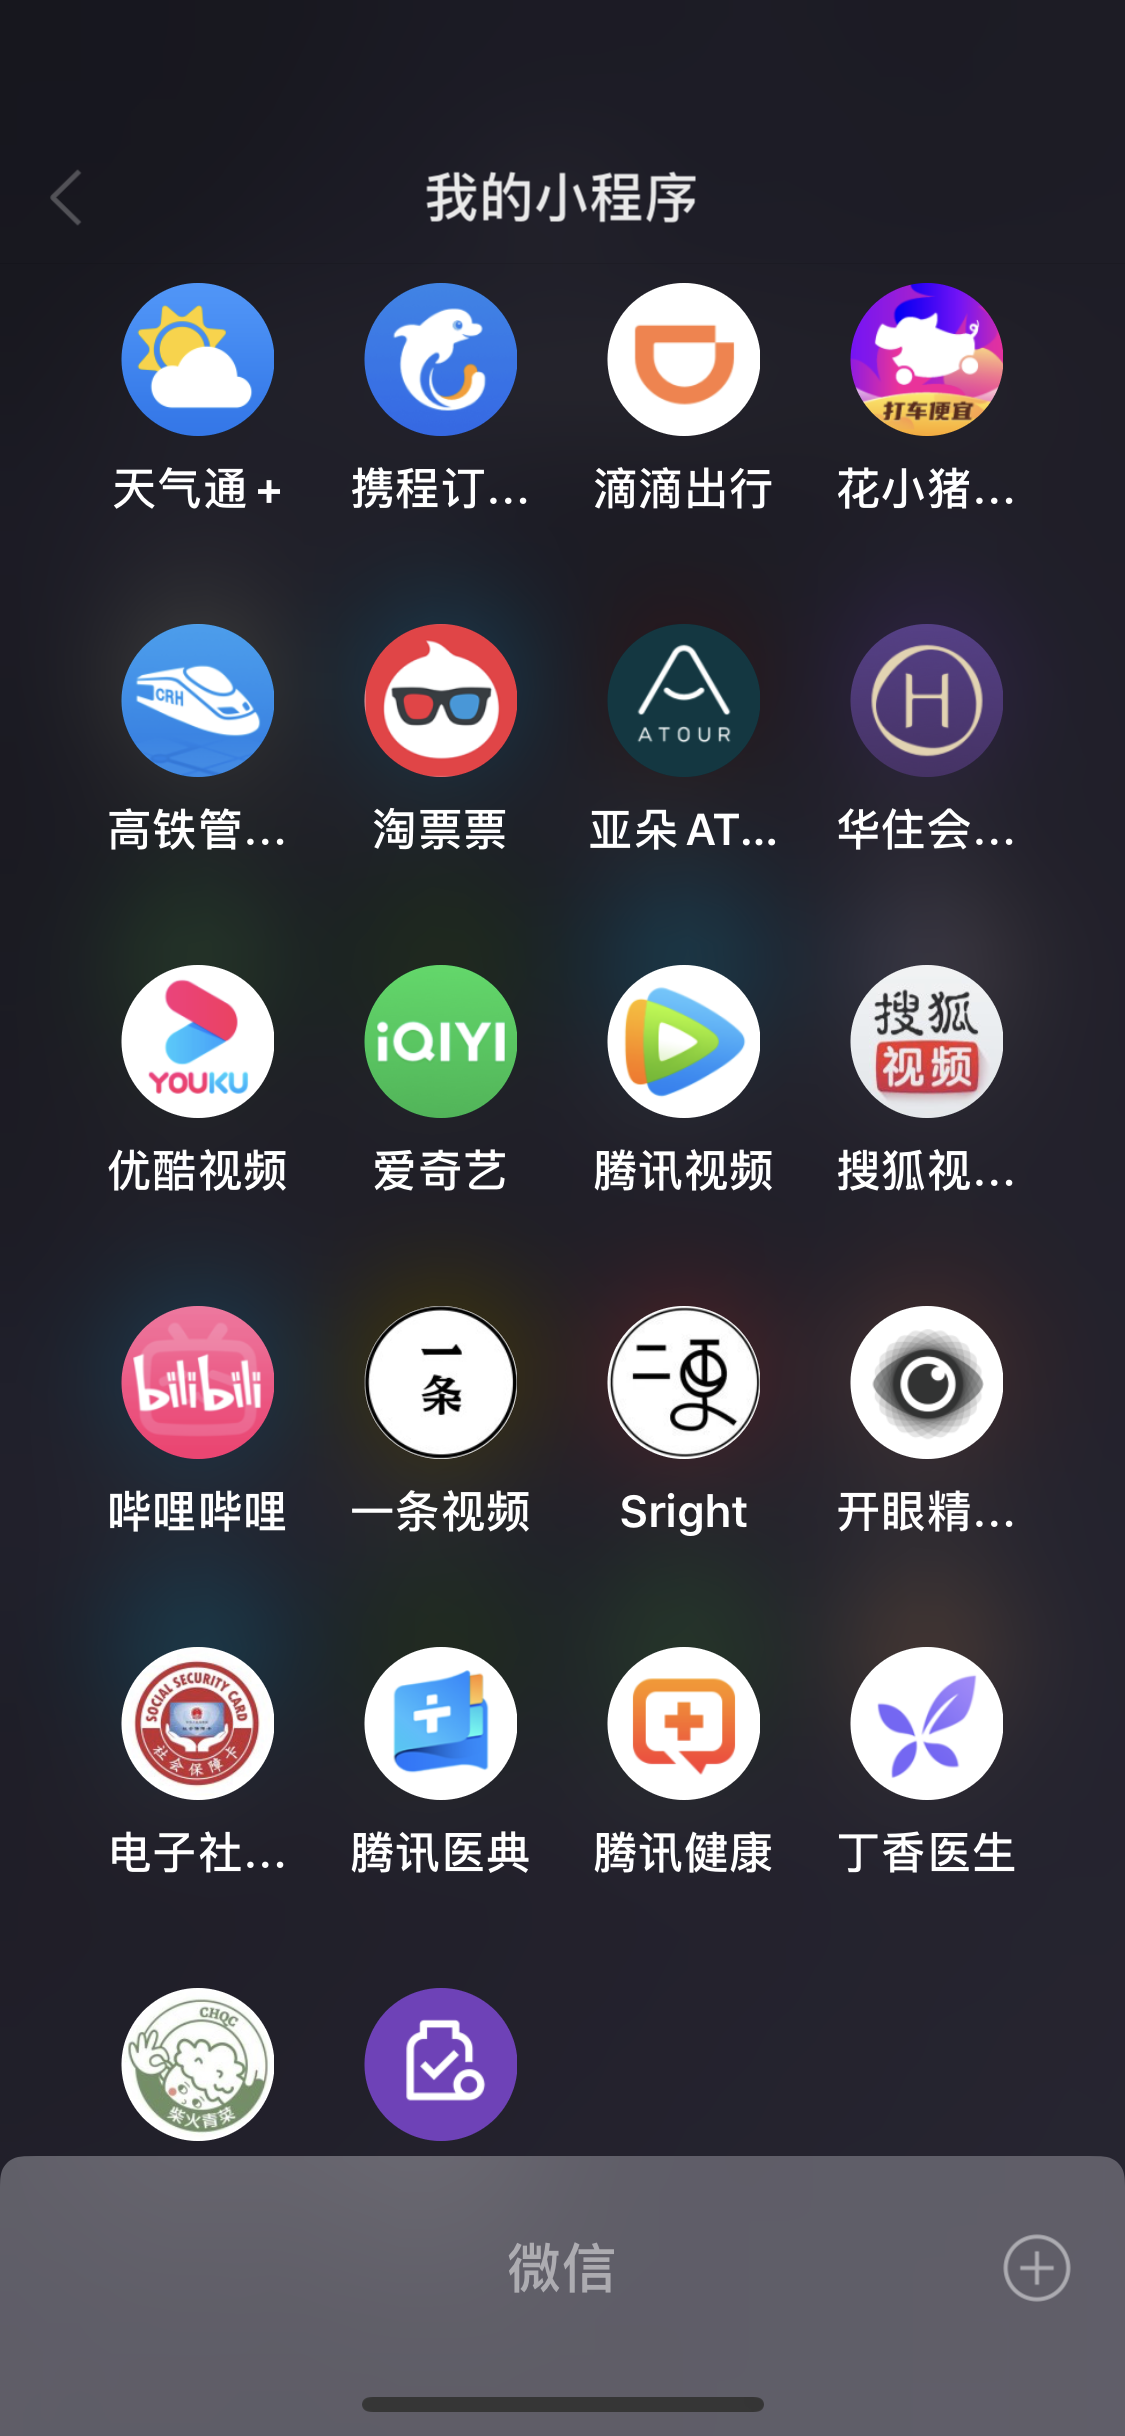 我的小程序
打车便宜
天气通+
携程订...
滴滴出行
花小猪...
CRH
ATOUR
H
高铁管...
淘票票
亚朵 AT...
华住会...
YOUKU
iQIYI
搜狐
视频
优酷视频
爱奇艺
腾讯视频
搜狐视...
bilibili
一
条
二更
哔哩哔哩
一条视频
Sright
开眼精...
SOCIAL SECURITY CARD
社会保障卡
电子社...
腾讯医典
腾讯健康
丁香医生
CHQC
柴火青菜
微信